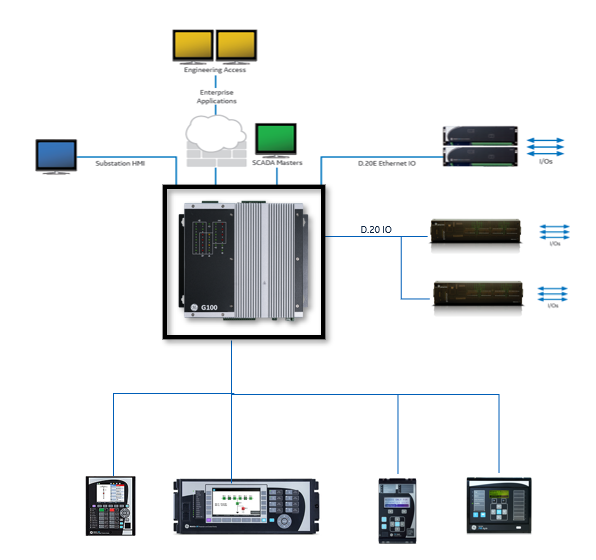 Engineering Access
Enterprise
Applications
Substation HMI
SCADA Masters
D.20E Ethernet IO
I/Os
D.20 IO
I/Os
G100
I/Os